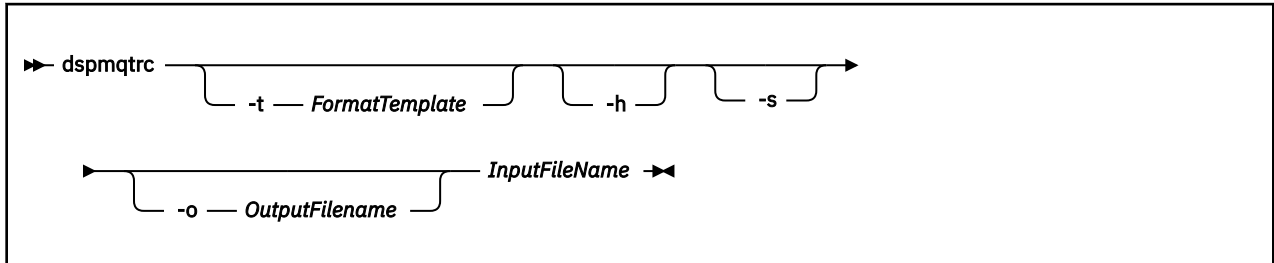 dspmqtrc
-t FormatTemplate -h -s
InputFileName
-o OutputFilename